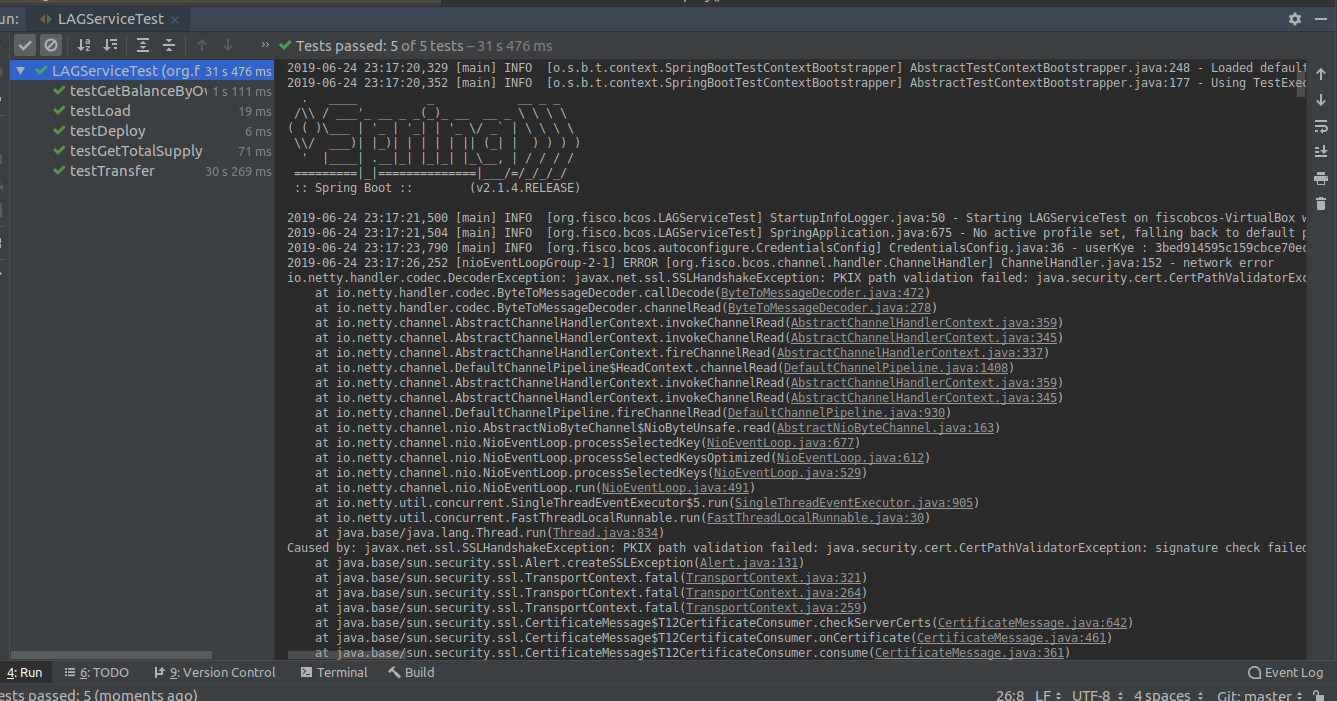 un: LAGServiceTest
Tests passed: 5 of 5 tests – 31 s 476 ms
LAGServiceTest (org.f 31 s 476 ms
testGetBalanceByOv 1 s 111 ms
testLoad 19 ms
testDeploy 6 ms
testGetTotalSupply 71 ms
testTransfer 30 s 269 ms
2019-06-24 23:17:20,329 [main] INFO  [o.s.b.t.context.SpringBootTestContextBootstrapper] AbstractTestContextBootstrapper.java:248 - Loaded default
2019-06-24 23:17:20,352 [main] INFO  [o.s.b.t.context.SpringBootTestContextBootstrapper] AbstractTestContextBootstrapper.java:177 - Using TestExec
  .   ____          _            __ _ _
 /\\ / ___'_ __ _ _(_)_ __  __ _ \ \ \ \
( ( )\___ | '_ | '_| | '_ \/ _` | \ \ \ \
 \\/  ___)| |_)| | | | | || (_| |  ) ) ) )
  '  |____| .__|_| |_|_| |_\__, | / / / /
 =========|_|==============|___/=/_/_/_/
 :: Spring Boot ::        (v2.1.4.RELEASE)
2019-06-24 23:17:21,500 [main] INFO  [org.fisco.bcos.LAGServiceTest] StartupInfoLogger.java:50 - Starting LAGServiceTest on fiscobcos-VirtualBox w
2019-06-24 23:17:21,504 [main] INFO  [org.fisco.bcos.LAGServiceTest] SpringApplication.java:675 - No active profile set, falling back to default p
2019-06-24 23:17:23,790 [main] INFO  [org.fisco.bcos.autoconfigure.CredentialsConfig] CredentialsConfig.java:36 - userKye : 3bed914595c159cbce70ec
2019-06-24 23:17:26,252 [nioEventLoopGroup-2-1] ERROR [org.fisco.bcos.channel.handler.ChannelHandler] ChannelHandler.java:152 - network error
io.netty.handler.codec.DecoderException: javax.net.ssl.SSLHandshakeException: PKIX path validation failed: java.security.cert.CertPathValidatorExc
    at io.netty.handler.codec.ByteToMessageDecoder.callDecode(ByteToMessageDecoder.java:472)
    at io.netty.handler.codec.ByteToMessageDecoder.channelRead(ByteToMessageDecoder.java:278)
    at io.netty.channel.AbstractChannelHandlerContext.invokeChannelRead(AbstractChannelHandlerContext.java:359)
    at io.netty.channel.AbstractChannelHandlerContext.invokeChannelRead(AbstractChannelHandlerContext.java:345)
    at io.netty.channel.AbstractChannelHandlerContext.fireChannelRead(AbstractChannelHandlerContext.java:337)
    at io.netty.channel.DefaultChannelPipeline$HeadContext.channelRead(DefaultChannelPipeline.java:1408)
    at io.netty.channel.AbstractChannelHandlerContext.invokeChannelRead(AbstractChannelHandlerContext.java:359)
    at io.netty.channel.AbstractChannelHandlerContext.invokeChannelRead(AbstractChannelHandlerContext.java:345)
    at io.netty.channel.DefaultChannelPipeline.fireChannelRead(DefaultChannelPipeline.java:930)
    at io.netty.channel.nio.AbstractNioByteChannel$NioByteUnsafe.read(AbstractNioByteChannel.java:163)
    at io.netty.channel.nio.NioEventLoop.processSelectedKey(NioEventLoop.java:677)
    at io.netty.channel.nio.NioEventLoop.processSelectedKeysOptimized(NioEventLoop.java:612)
    at io.netty.channel.nio.NioEventLoop.processSelectedKeys(NioEventLoop.java:529)
    at io.netty.channel.nio.NioEventLoop.run(NioEventLoop.java:491)
    at io.netty.util.concurrent.SingleThreadEventExecutor$5.run(SingleThreadEventExecutor.java:905)
    at io.netty.util.concurrent.FastThreadLocalRunnable.run(FastThreadLocalRunnable.java:30)
    at java.base/java.lang.Thread.run(Thread.java:834)
Caused by: javax.net.ssl.SSLHandshakeException: PKIX path validation failed: java.security.cert.CertPathValidatorException: signature check failed
    at java.base/sun.security.ssl.Alert.createSSLException(Alert.java:131)
    at java.base/sun.security.ssl.TransportContext.fatal(TransportContext.java:321)
    at java.base/sun.security.ssl.TransportContext.fatal(TransportContext.java:264)
    at java.base/sun.security.ssl.TransportContext.fatal(TransportContext.java:259)
    at java.base/sun.security.ssl.CertificateMessage$T12CertificateConsumer.checkServerCerts(CertificateMessage.java:642)
    at java.base/sun.security.ssl.CertificateMessage$T12CertificateConsumer.onCertificate(CertificateMessage.java:461)
    at java.base/sun.security.ssl.CertificateMessage$T12CertificateConsumer.consume(CertificateMessage.java:361)
4: Run 6: TODO 9: Version Control Terminal Build Event Log
ests passed: 5 (moments ago) 26:8 LF UTF-8 4 spaces Git: master